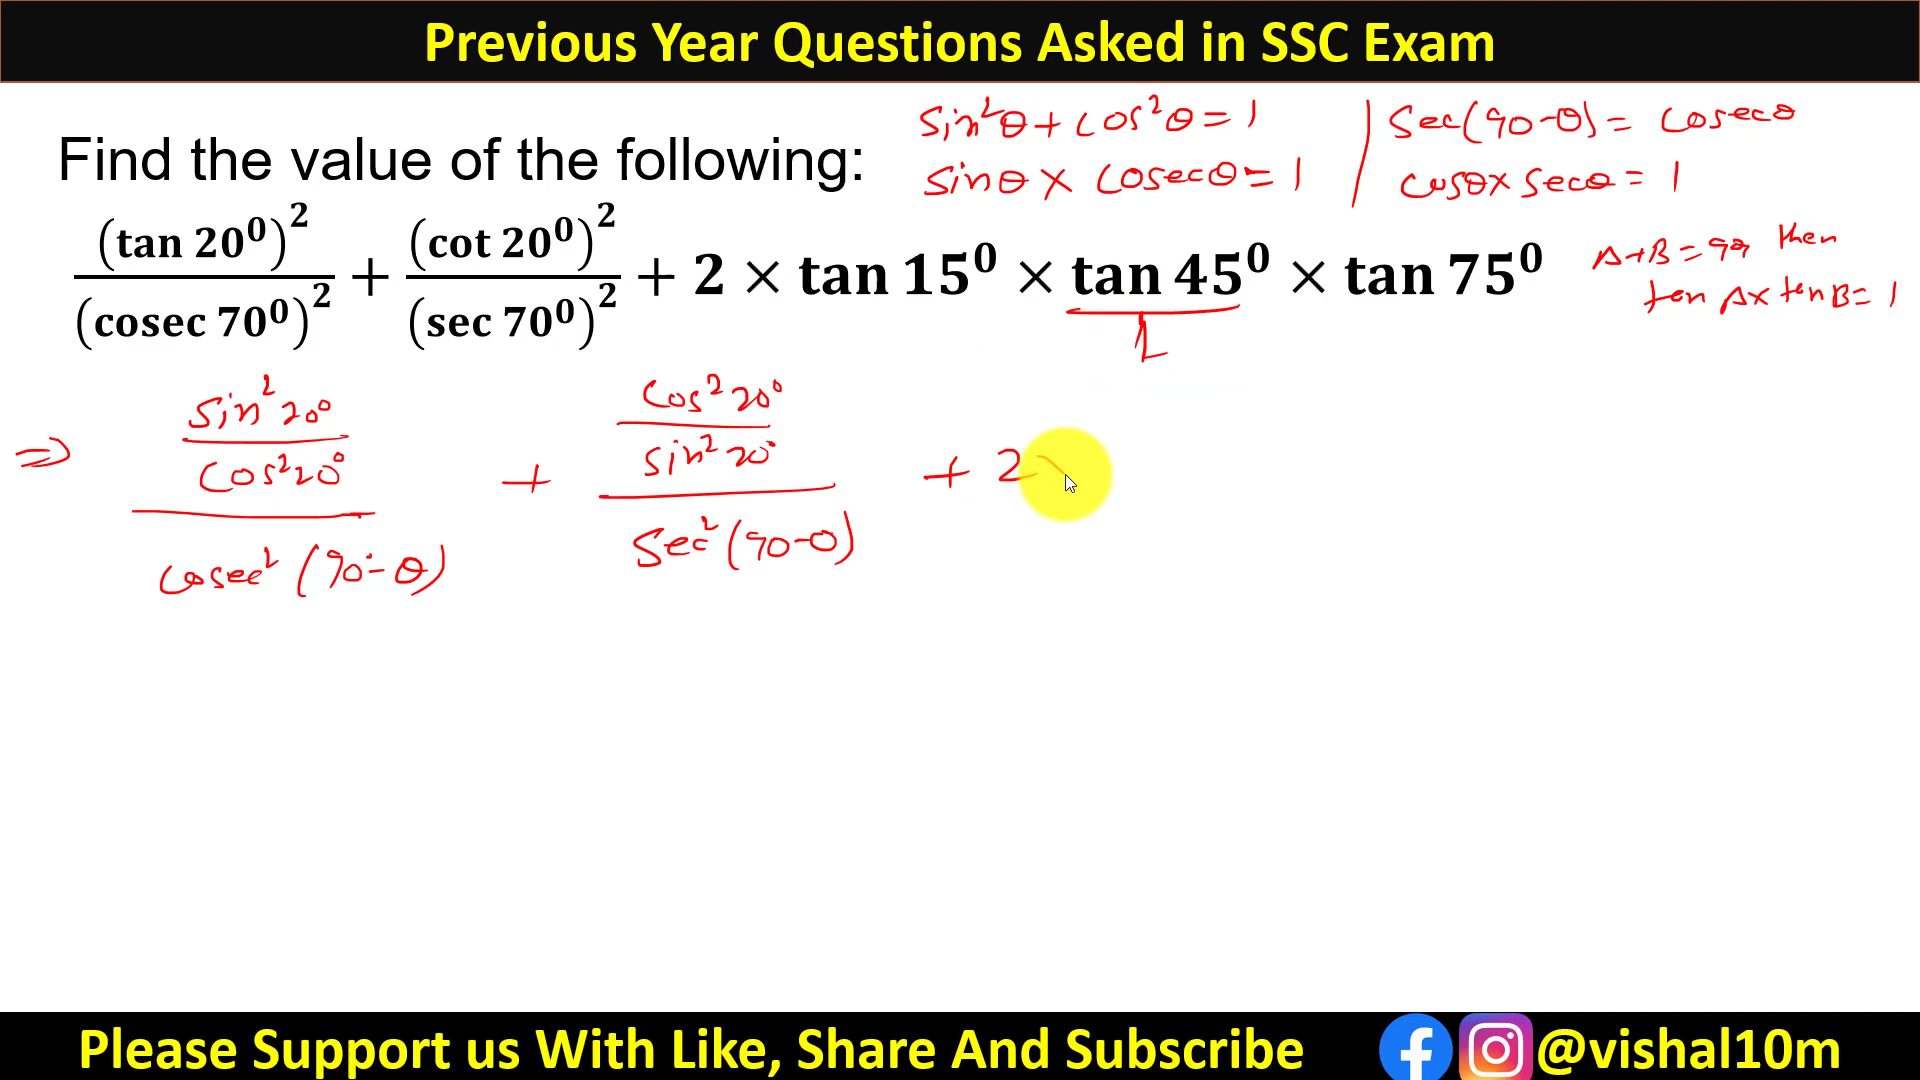 Previous Year Questions Asked in SSC Exam
Find the value of the following:
sin²θ + cos²θ = 1
sinθ × cosecθ = 1
sec(90-θ) = cosecθ
cosθ × secθ = 1
(tan 20⁰)² / (cosec 70⁰)² + (cot 20⁰)² / (sec 70⁰)² + 2 × tan 15⁰ × tan 45⁰ × tan 75⁰
1
A+B = 90, then
tan A × tan B = 1
⇒ (sin²20° / cos²20°) / cosec²(90°-θ) + (cos²20° / sin²20°) / sec²(90-θ) + 2×
Please Support us With Like, Share And Subscribe
@vishal10m